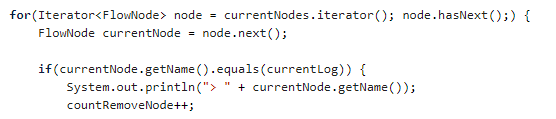 for(Iterator<FlowNode> node = currentNodes.iterator(); node.hasNext();) {
    FlowNode currentNode = node.next();

    if(currentNode.getName().equals(currentLog)) {
        System.out.println("> " + currentNode.getName());
        countRemoveNode++;